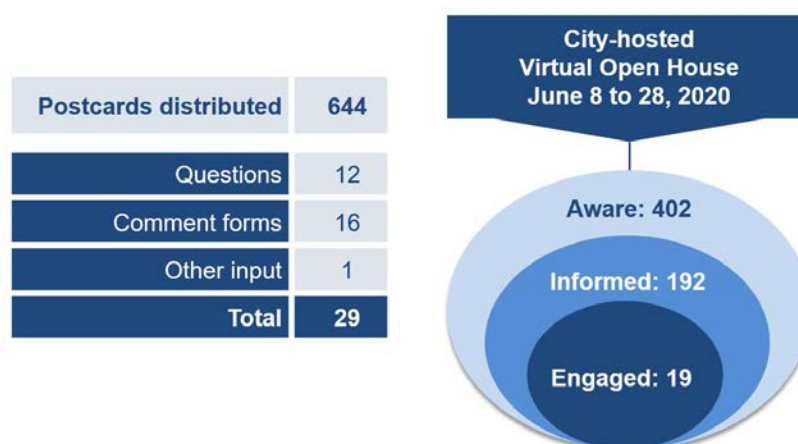 Postcards distributed 644
Questions 12
Comment forms 16
Other input 1
Total 29
City-hosted
Virtual Open House
June 8 to 28, 2020
Aware: 402
Informed: 192
Engaged: 19